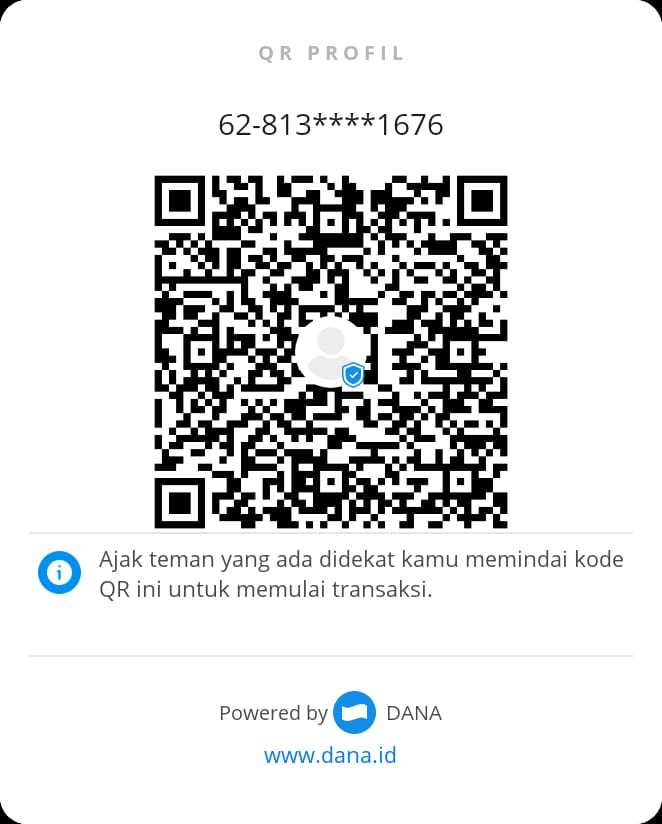 QR PROFIL
62-813****1676
Ajak teman yang ada didekat kamu memindai kode
QR ini untuk memulai transaksi.
Powered by DANA
www.dana.id